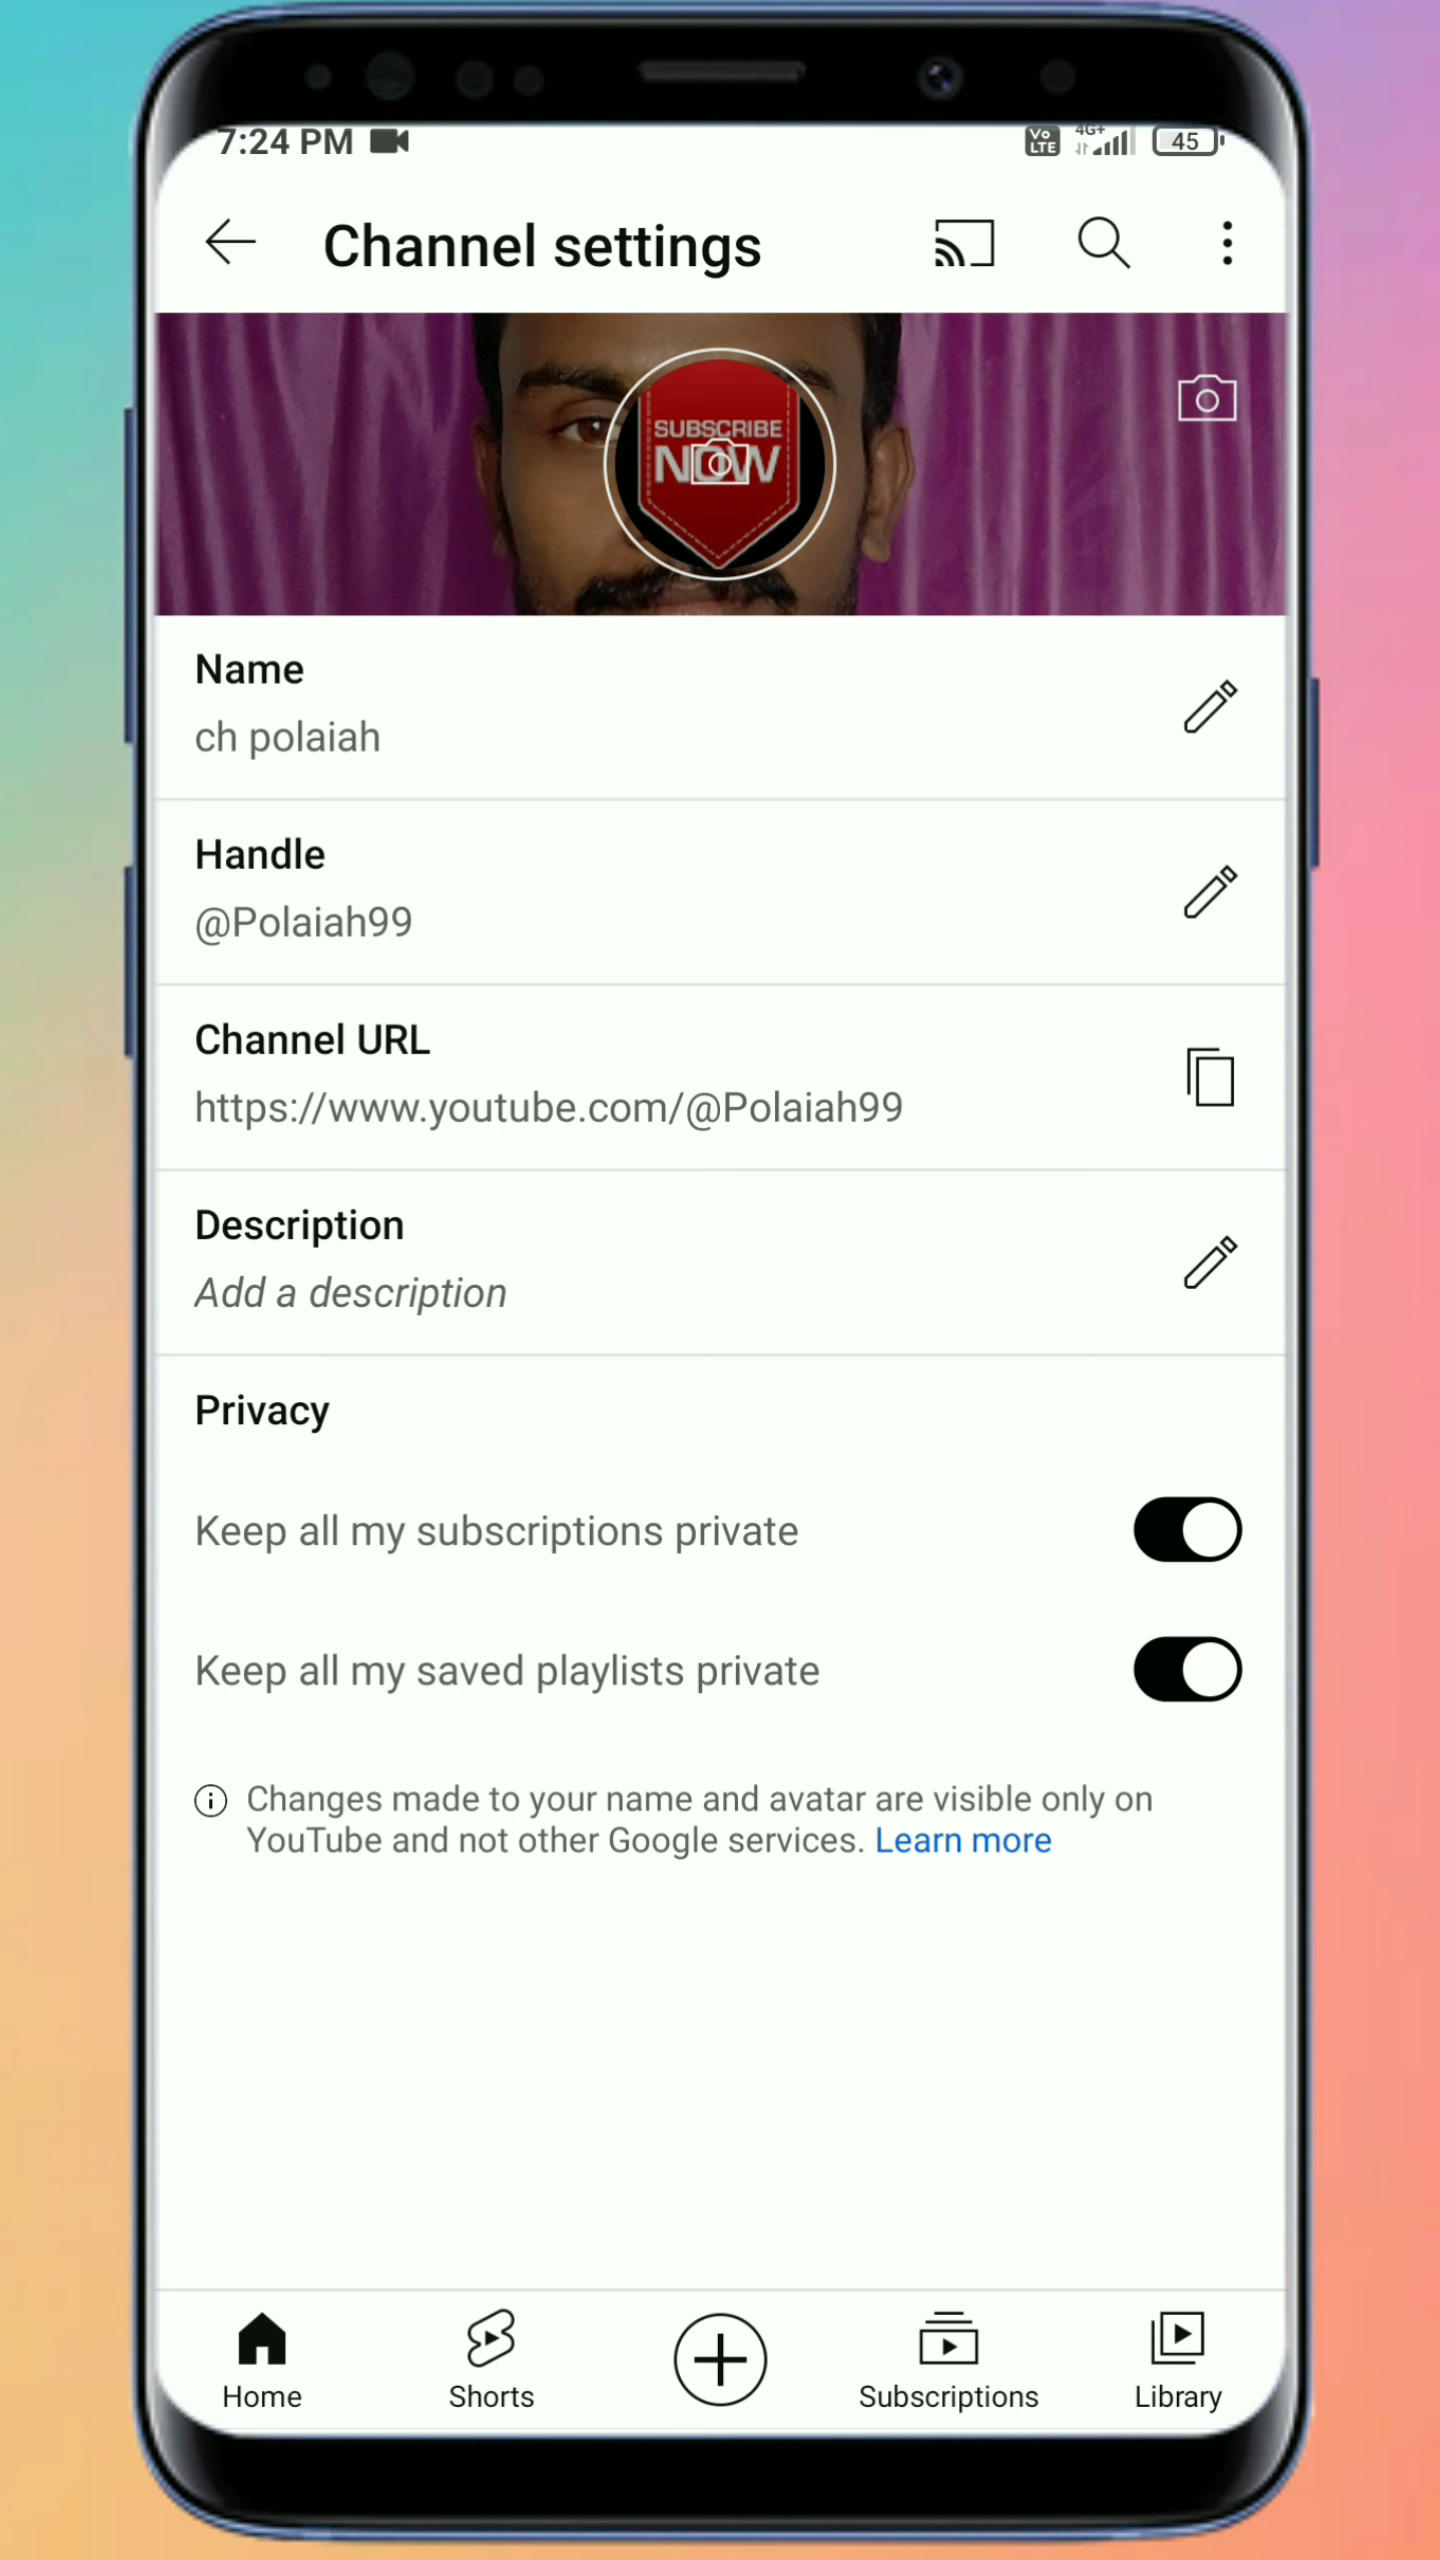 7:24 PM
Vo LTE 4G+ 45
Channel settings
SUBSCRIBE
NOW
Name
ch polaiah
Handle
@Polaiah99
Channel URL
https://www.youtube.com/@Polaiah99
Description
Add a description
Privacy
Keep all my subscriptions private
Keep all my saved playlists private
Changes made to your name and avatar are visible only on
YouTube and not other Google services. Learn more
Home Shorts Subscriptions Library